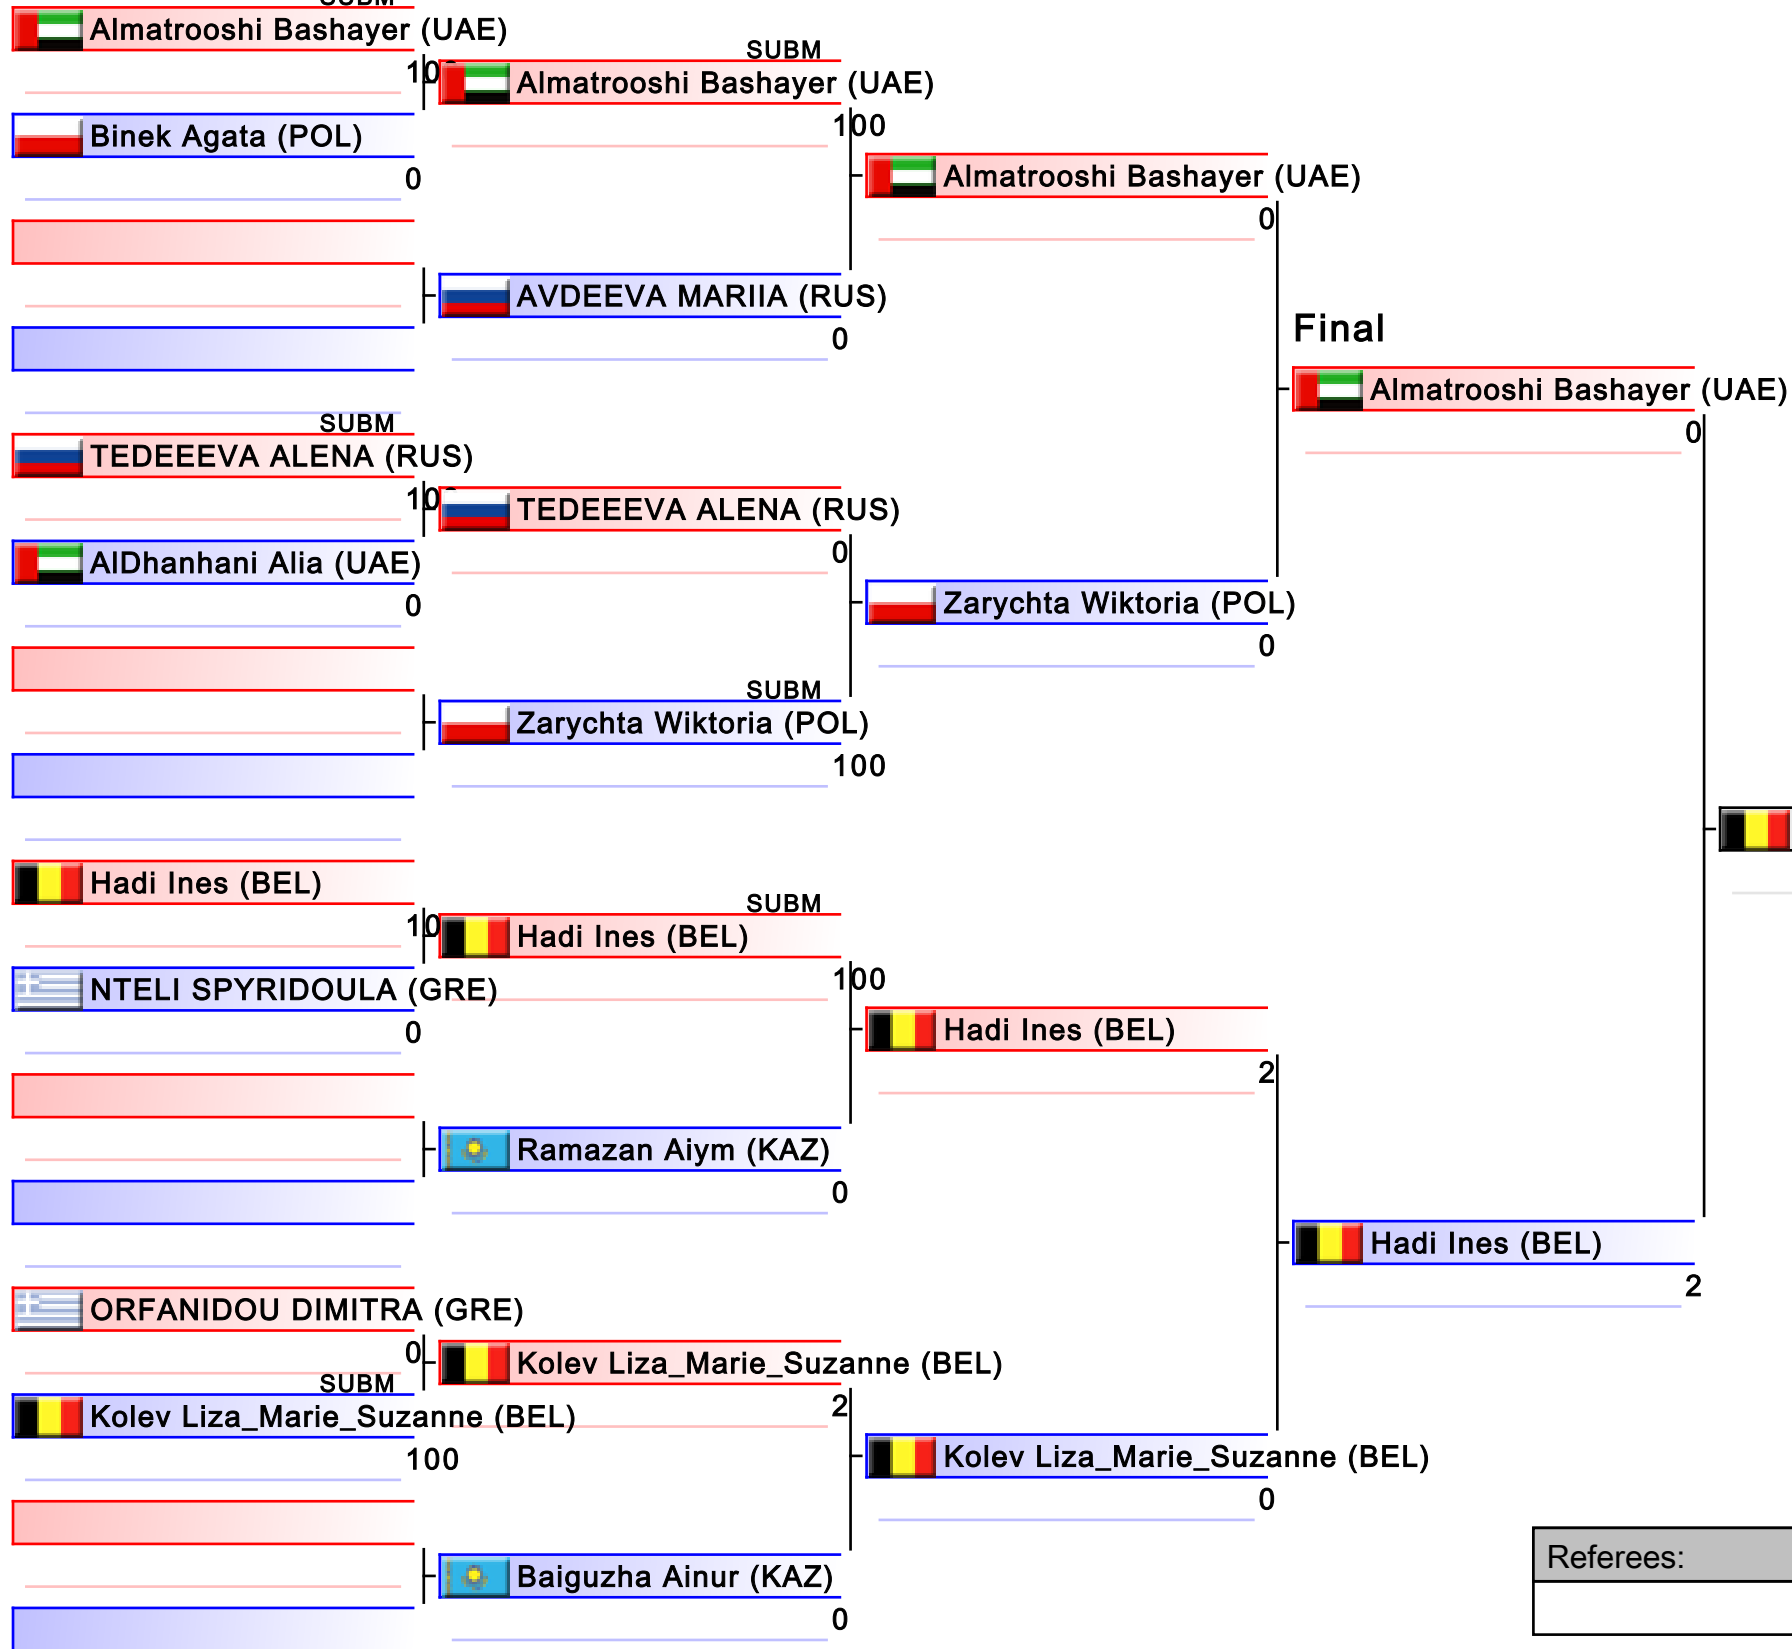 SUBM
Almatrooshi Bashayer (UAE)
Binek Agata (POL)
0
TEDEEEVA ALENA (RUS)
SUBM
AlDhanhani Alia (UAE)
0
Hadi Ines (BEL)
NTELI SPYRIDOULA (GRE)
0
ORFANIDOU DIMITRA (GRE)
0
SUBM
Kolev Liza_Marie_Suzanne (BEL)
100
SUBM
Almatrooshi Bashayer (UAE)
100
AVDEEVA MARIIA (RUS)
0
TEDEEEVA ALENA (RUS)
0
SUBM
Zarychta Wiktoria (POL)
100
SUBM
Hadi Ines (BEL)
100
Ramazan Aiym (KAZ)
0
Kolev Liza_Marie_Suzanne (BEL)
2
Baiguzha Ainur (KAZ)
0
Almatrooshi Bashayer (UAE)
0
Zarychta Wiktoria (POL)
0
Hadi Ines (BEL)
2
Kolev Liza_Marie_Suzanne (BEL)
0
Final
Almatrooshi Bashayer (UAE)
0
Hadi Ines (BEL)
2
Referees: